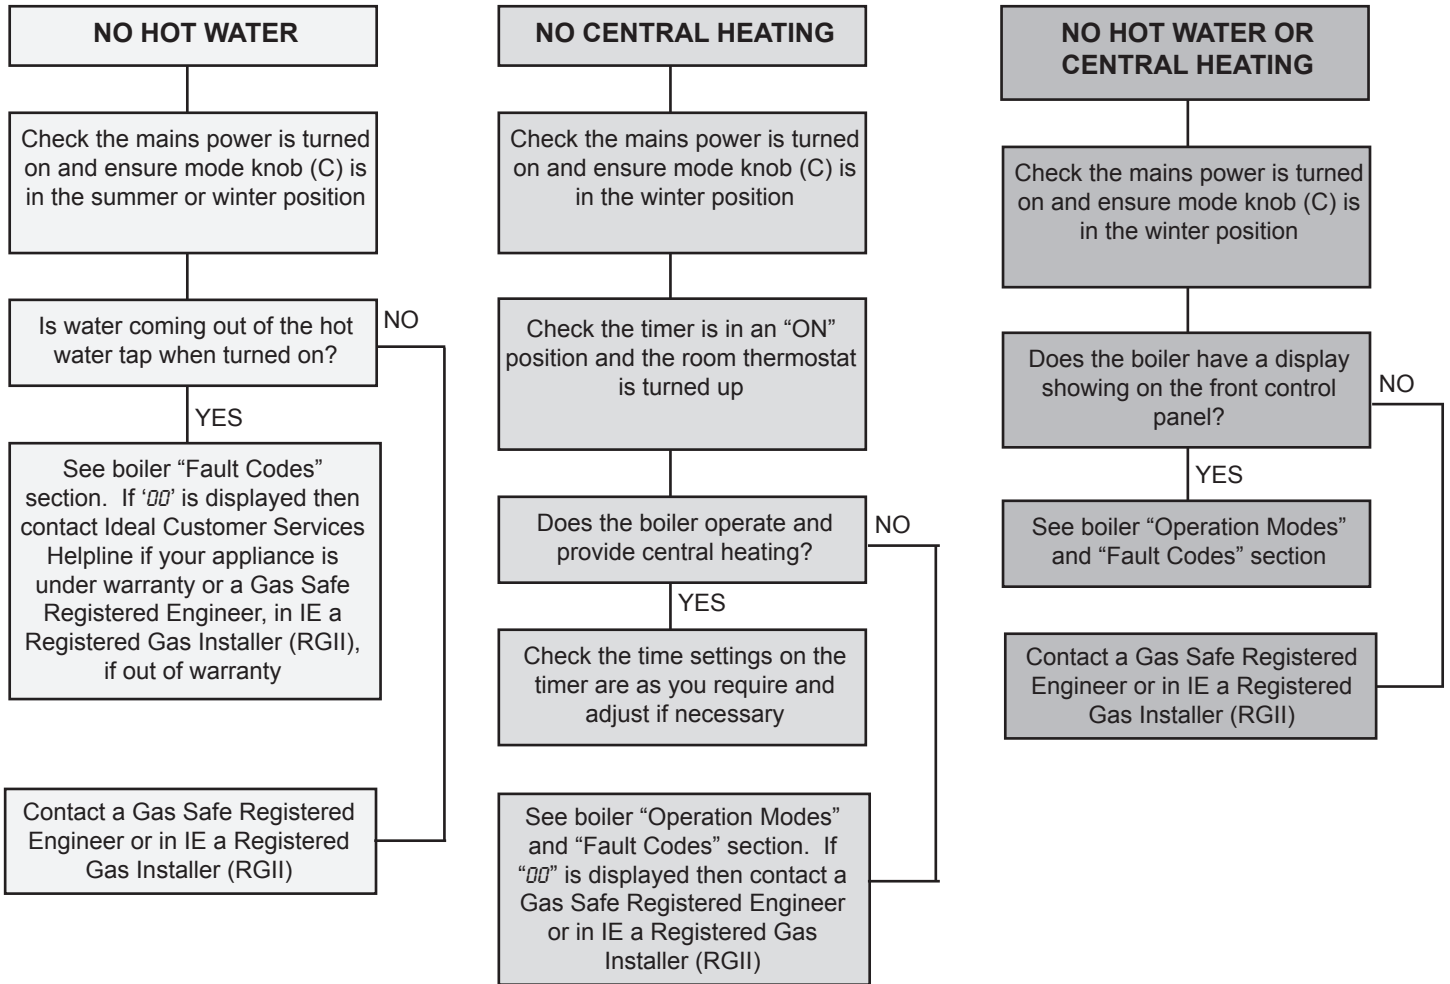 NO HOT WATER
Check the mains power is turned
on and ensure mode knob (C) is
in the summer or winter position
Is water coming out of the hot
water tap when turned on?
NO
YES
See boiler “Fault Codes”
section. If ‘00’ is displayed then
contact Ideal Customer Services
Helpline if your appliance is
under warranty or a Gas Safe
Registered Engineer, in IE a
Registered Gas Installer (RGII),
if out of warranty
Contact a Gas Safe Registered
Engineer or in IE a Registered
Gas Installer (RGII)
NO CENTRAL HEATING
Check the mains power is turned
on and ensure mode knob (C) is
in the winter position
Check the timer is in an “ON”
position and the room thermostat
is turned up
Does the boiler operate and
provide central heating?
NO
YES
Check the time settings on the
timer are as you require and
adjust if necessary
See boiler “Operation Modes”
and “Fault Codes” section. If
“00” is displayed then contact a
Gas Safe Registered Engineer
or in IE a Registered Gas
Installer (RGII)
NO HOT WATER OR
CENTRAL HEATING
Check the mains power is turned
on and ensure mode knob (C) is
in the winter position
Does the boiler have a display
showing on the front control
panel?
NO
YES
See boiler “Operation Modes”
and “Fault Codes” section
Contact a Gas Safe Registered
Engineer or in IE a Registered
Gas Installer (RGII)